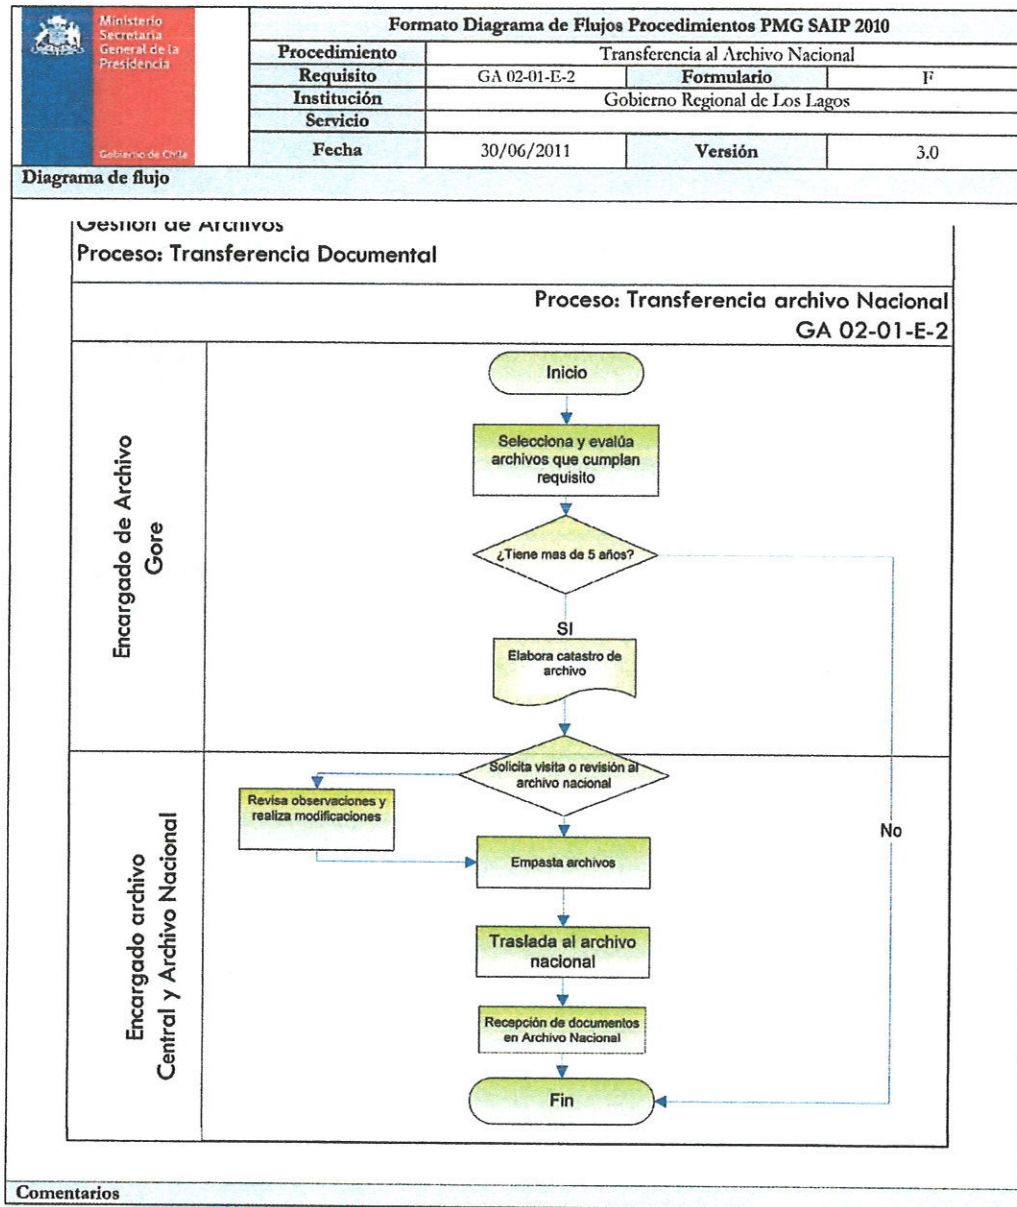 Ministerio
Secretaría
General de la
Presidencia
Gobierno de Chile
Formato Diagrama de Flujos Procedimientos PMG SAIP 2010
Procedimiento Transferencia al Archivo Nacional
Requisito GA 02-01-E-2 Formulario F
Institución Gobierno Regional de Los Lagos
Servicio
Fecha 30/06/2011 Versión 3.0
Diagrama de flujo
Gestión de Archivos
Proceso: Transferencia Documental
Proceso: Transferencia archivo Nacional
GA 02-01-E-2
Encargado de Archivo
Gore
Inicio
Selecciona y evalúa
archivos que cumplan
requisito
¿Tiene mas de 5 años?
SI
Elabora catastro de
archivo
Encargado archivo
Central y Archivo Nacional
Solicita visita o revisión al
archivo nacional
Revisa observaciones y
realiza modificaciones
No
Empasta archivos
Traslada al archivo
nacional
Recepción de documentos
en Archivo Nacional
Fin
Comentarios